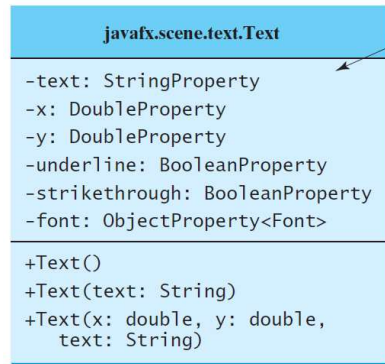 javafx.scene.text.Text
-text: StringProperty
-x: DoubleProperty
-y: DoubleProperty
-underline: BooleanProperty
-strikethrough: BooleanProperty
-font: ObjectProperty<Font>
+Text()
+Text(text: String)
+Text(x: double, y: double,
text: String)